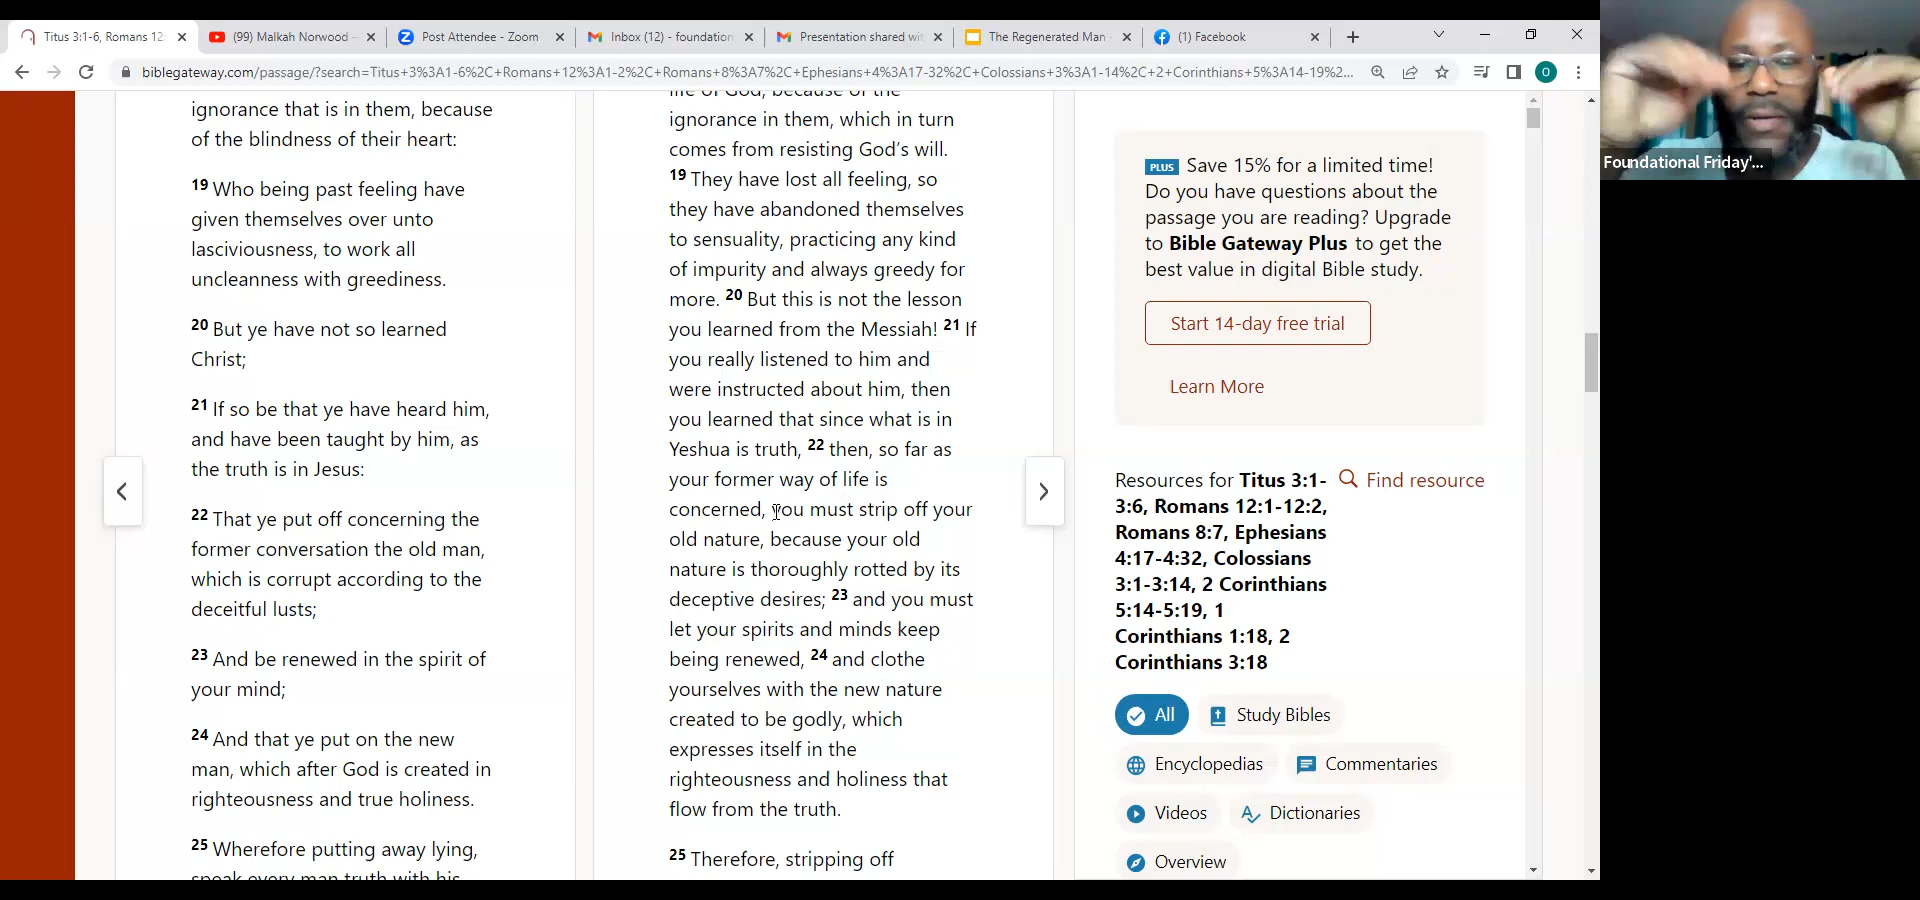 Titus 3:1-6, Romans 12:
(99) Malkah Norwood -
Post Attendee - Zoom
Inbox (12) - foundation
Presentation shared wi
The Regenerated Man -
(1) Facebook
biblegateway.com/passage/?search=Titus+3%3A1-6%2C+Romans+12%3A1-2%2C+Romans+8%3A7%2C+Ephesians+4%3A17-32%2C+Colossians+3%3A1-14%2C+2+Corinthians+5%3A14-19%2C...
O
Foundational Friday'...
ignorance that is in them, because
of the blindness of their heart:
19 Who being past feeling have
given themselves over unto
lasciviousness, to work all
uncleanness with greediness.
20 But ye have not so learned
Christ;
21 If so be that ye have heard him,
and have been taught by him, as
the truth is in Jesus:
22 That ye put off concerning the
former conversation the old man,
which is corrupt according to the
deceitful lusts;
23 And be renewed in the spirit of
your mind;
24 And that ye put on the new
man, which after God is created in
righteousness and true holiness.
25 Wherefore putting away lying,
speak every man truth with his
life of God, because of the
ignorance in them, which in turn
comes from resisting God's will.
19 They have lost all feeling, so
they have abandoned themselves
to sensuality, practicing any kind
of impurity and always greedy for
more. 20 But this is not the lesson
you learned from the Messiah! 21 If
you really listened to him and
were instructed about him, then
you learned that since what is in
Yeshua is truth, 22 then, so far as
your former way of life is
concerned, you must strip off your
old nature, because your old
nature is thoroughly rotted by its
deceptive desires; 23 and you must
let your spirits and minds keep
being renewed, 24 and clothe
yourselves with the new nature
created to be godly, which
expresses itself in the
righteousness and holiness that
flow from the truth.
25 Therefore, stripping off
PLUS Save 15% for a limited time!
Do you have questions about the
passage you are reading? Upgrade
to Bible Gateway Plus to get the
best value in digital Bible study.
Start 14-day free trial
Learn More
Resources for Titus 3:1-
3:6, Romans 12:1-12:2,
Romans 8:7, Ephesians
4:17-4:32, Colossians
3:1-3:14, 2 Corinthians
5:14-5:19, 1
Corinthians 1:18, 2
Corinthians 3:18
Find resource
All
Study Bibles
Encyclopedias
Commentaries
Videos
Dictionaries
Overview